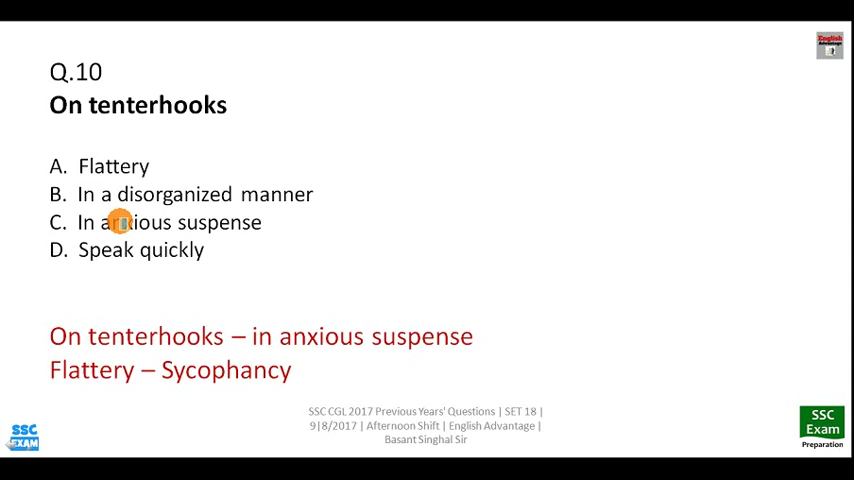 English
Advantage
Q.10
On tenterhooks
A. Flattery
B. In a disorganized manner
C. In anxious suspense
D. Speak quickly
On tenterhooks – in anxious suspense
Flattery – Sycophancy
SSC CGL 2017 Previous Years' Questions | SET 18 |
9|8/2017 | Afternoon Shift | English Advantage |
Basant Singhal Sir
SSC
EXAM
SSC
Exam
Preparation